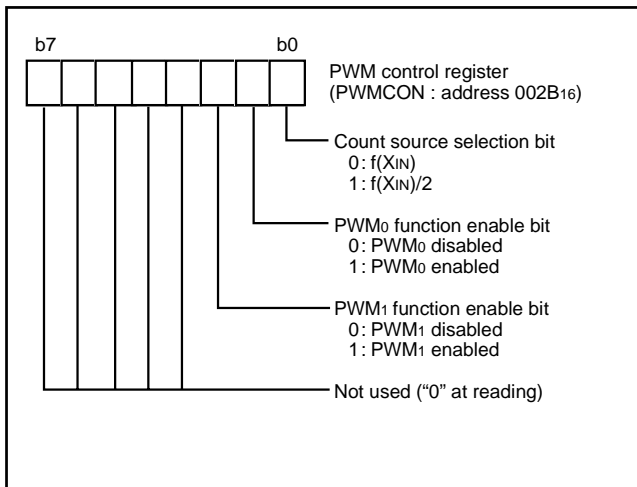 b7 b0
PWM control register
(PWMCON : address 002B16)
Count source selection bit
0: f(XIN)
1: f(XIN)/2
PWM0 function enable bit
0: PWM0 disabled
1: PWM0 enabled
PWM1 function enable bit
0: PWM1 disabled
1: PWM1 enabled
Not used (“0” at reading)